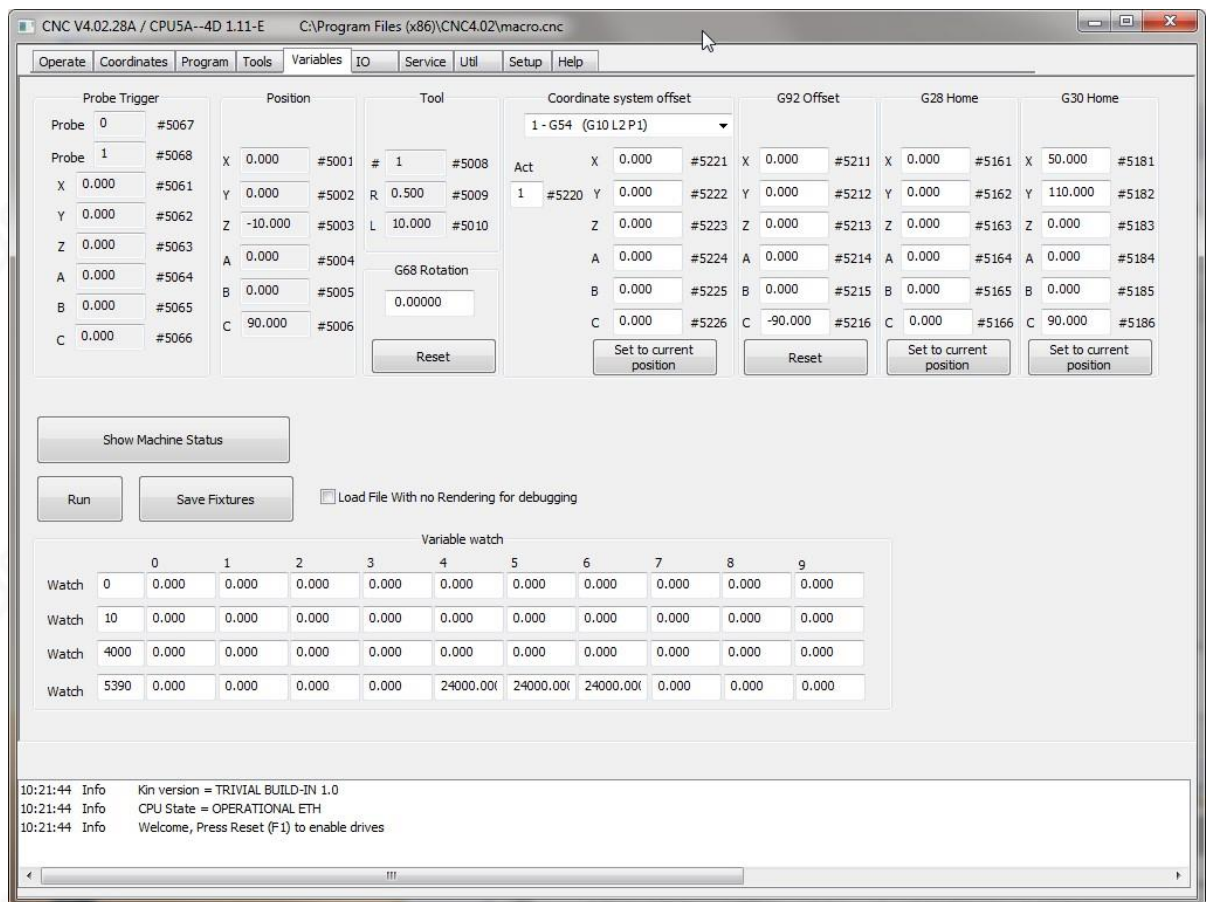 CNC V4.02.28A / CPU5A--4D 1.11-E C:\Program Files (x86)\CNC4.02\macro.cnc
Operate Coordinates Program Tools Variables IO Service Util Setup Help
Probe Trigger Position Tool Coordinate system offset G92 Offset G28 Home G30 Home
Probe 0 #5067 1 - G54 (G10 L2 P1)
Probe 1 #5068 X 0.000 #5001 # 1 #5008 Act X 0.000 #5221 X 0.000 #5211 X 0.000 #5161 X 50.000 #5181
X 0.000 #5061 Y 0.000 #5002 R 0.500 #5009 1 #5220 Y 0.000 #5222 Y 0.000 #5212 Y 0.000 #5162 Y 110.000 #5182
Y 0.000 #5062 Z -10.000 #5003 L 10.000 #5010 Z 0.000 #5223 Z 0.000 #5213 Z 0.000 #5163 Z 0.000 #5183
Z 0.000 #5063 A 0.000 #5004 A 0.000 #5224 A 0.000 #5214 A 0.000 #5164 A 0.000 #5184
A 0.000 #5064 G68 Rotation
B 0.000 #5065 B 0.000 #5005 0.00000 B 0.000 #5225 B 0.000 #5215 B 0.000 #5165 B 0.000 #5185
C 0.000 #5066 C 90.000 #5006 C 0.000 #5226 C -90.000 #5216 C 0.000 #5166 C 90.000 #5186
Reset Set to current position Reset Set to current position Set to current position
Show Machine Status
Run Save Fixtures Load File With no Rendering for debugging
Variable watch
0 1 2 3 4 5 6 7 8 9
Watch 0 0.000 0.000 0.000 0.000 0.000 0.000 0.000 0.000 0.000 0.000
Watch 10 0.000 0.000 0.000 0.000 0.000 0.000 0.000 0.000 0.000 0.000
Watch 4000 0.000 0.000 0.000 0.000 0.000 0.000 0.000 0.000 0.000 0.000
Watch 5390 0.000 0.000 0.000 0.000 24000.00( 24000.00( 24000.00( 0.000 0.000 0.000
10:21:44 Info Kin version = TRIVIAL BUILD-IN 1.0
10:21:44 Info CPU State = OPERATIONAL ETH
10:21:44 Info Welcome, Press Reset (F1) to enable drives